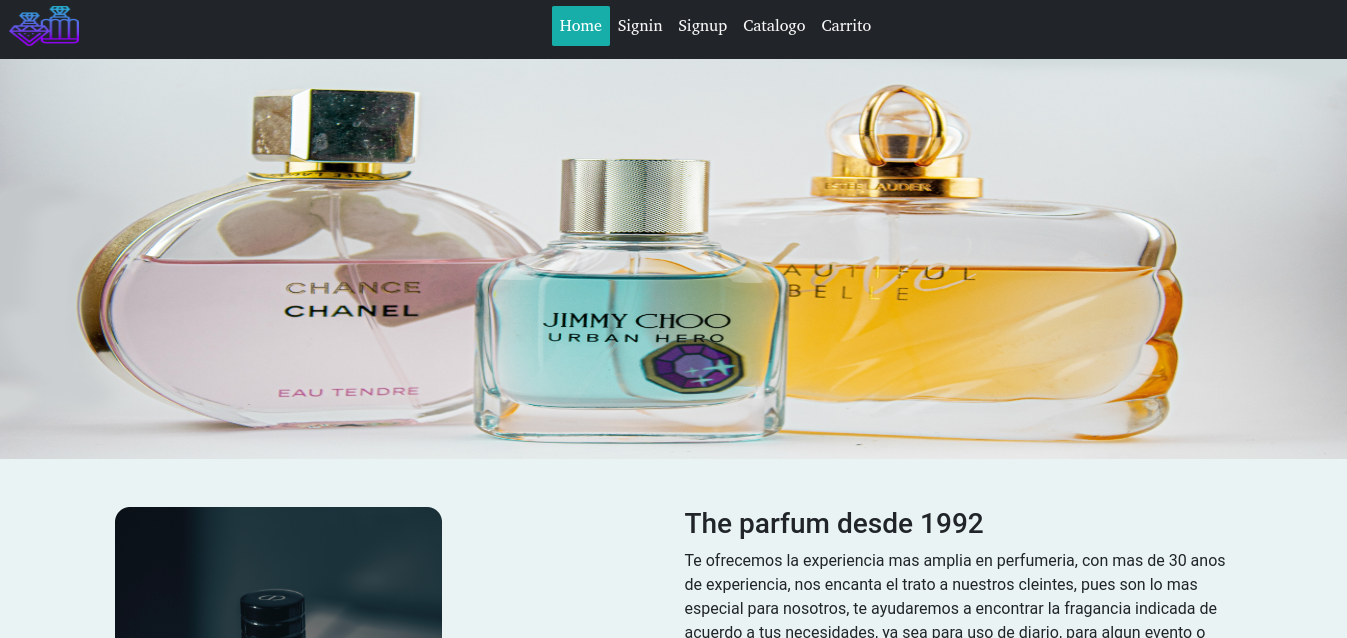 Home Signin Signup Catalogo Carrito
ESTEE LAUDER
CHANCE
CHANEL
EAU TENDRE
JIMMY CHOO
URBAN HERO
AUTIFUL
BELLE
Love
The parfum desde 1992
Te ofrecemos la experiencia mas amplia en perfumeria, con mas de 30 anos
de experiencia, nos encanta el trato a nuestros cleintes, pues son lo mas
especial para nosotros, te ayudaremos a encontrar la fragancia indicada de
acuerdo a tus necesidades, ya sea para uso de diario, para algun evento o